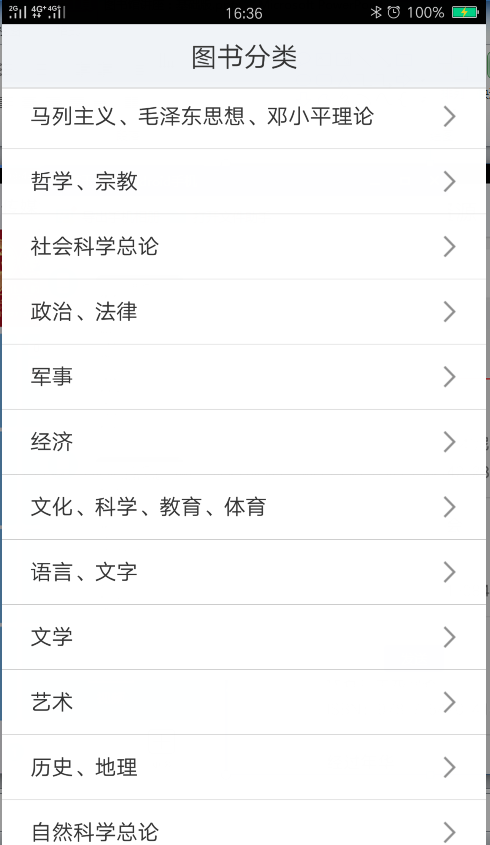 2G 4G+ 4G+ 16:36 100%
图书分类
马列主义、毛泽东思想、邓小平理论
哲学、宗教
社会科学总论
政治、法律
军事
经济
文化、科学、教育、体育
语言、文字
文学
艺术
历史、地理
自然科学总论